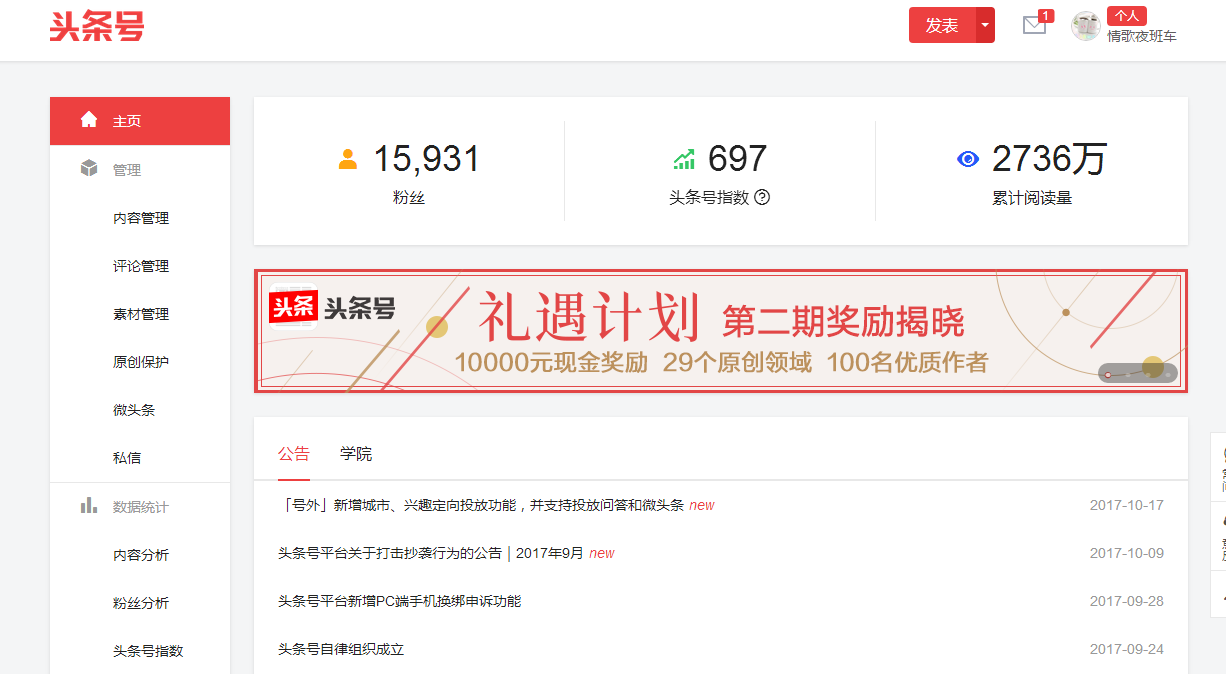 头条号
发表
1
个人
情歌夜班车
主页
管理
内容管理
评论管理
素材管理
原创保护
微头条
私信
数据统计
内容分析
粉丝分析
头条号指数
15,931
粉丝
697
头条号指数 ?
2736万
累计阅读量
头条 头条号
礼遇计划 第二期奖励揭晓
10000元现金奖励 29个原创领域 100名优质作者
公告 学院
「号外」新增城市、兴趣定向投放功能，并支持投放问答和微头条 new 2017-10-17
头条号平台关于打击抄袭行为的公告 | 2017年9月 new 2017-10-09
头条号平台新增PC端手机换绑申诉功能 2017-09-28
头条号自律组织成立 2017-09-24